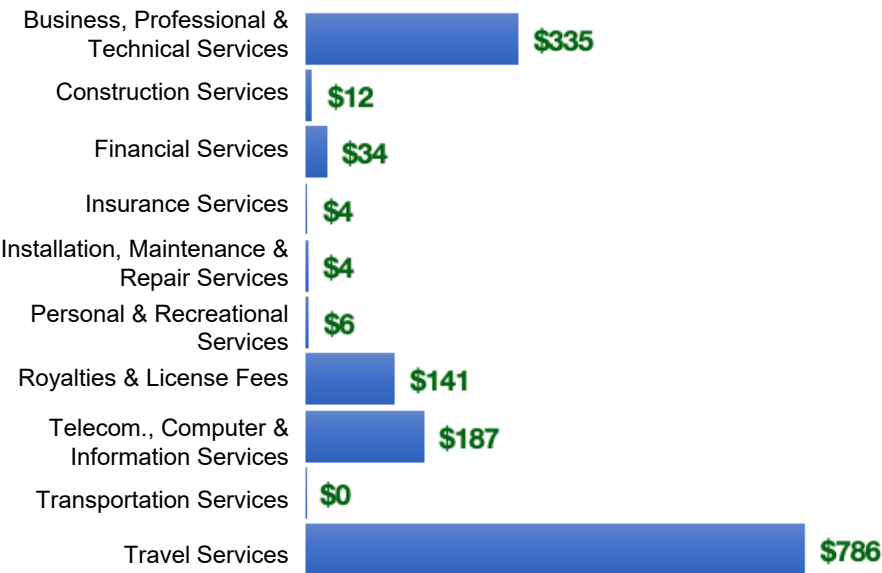 Business, Professional &
Technical Services
$335
Construction Services
$12
Financial Services
$34
Insurance Services
$4
Installation, Maintenance &
Repair Services
$4
Personal & Recreational
Services
$6
Royalties & License Fees
$141
Telecom., Computer &
Information Services
$187
Transportation Services
$0
Travel Services
$786